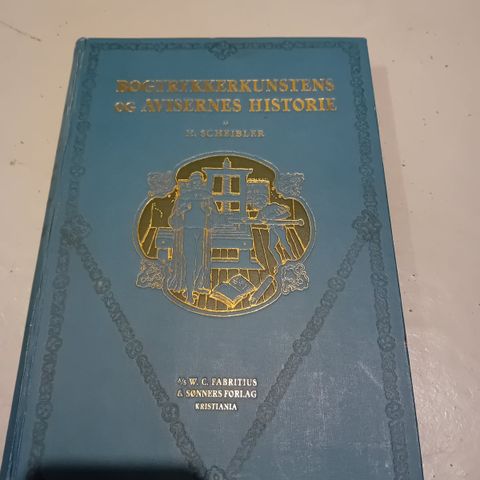 BOGTRYKKERKUNSTENS
OG AVISERNES HISTORIE
H. SCHEIBLER
A/S W. C. FABRITIUS
& SØNNERS FORLAG
KRISTIANIA